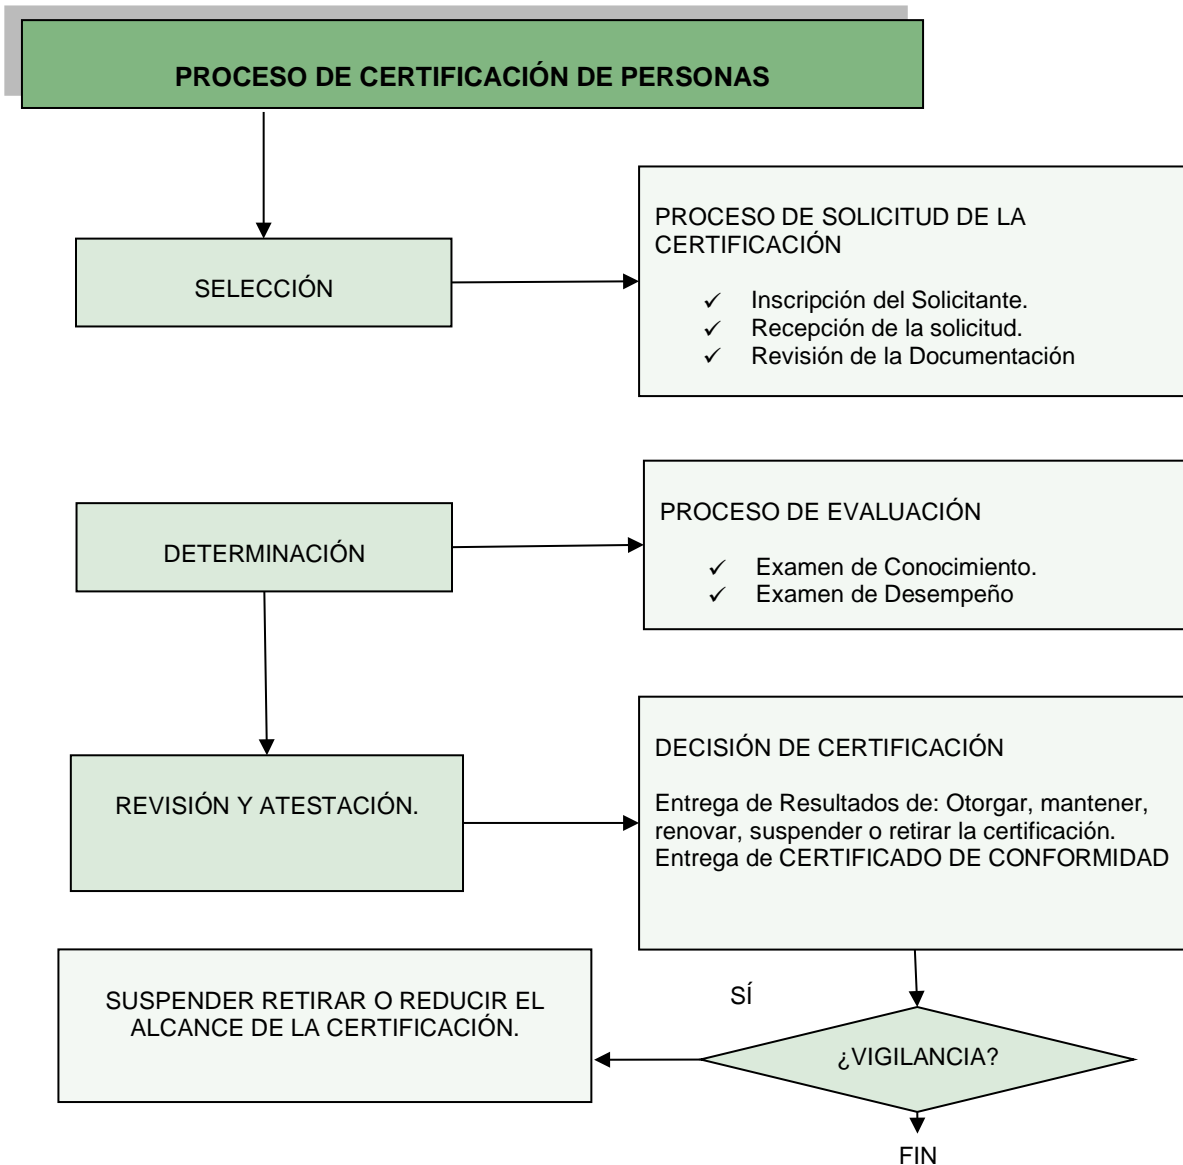 PROCESO DE CERTIFICACIÓN DE PERSONAS
SELECCIÓN
PROCESO DE SOLICITUD DE LA
CERTIFICACIÓN
✓ Inscripción del Solicitante.
✓ Recepción de la solicitud.
✓ Revisión de la Documentación
DETERMINACIÓN
PROCESO DE EVALUACIÓN
✓ Examen de Conocimiento.
✓ Examen de Desempeño
REVISIÓN Y ATESTACIÓN.
DECISIÓN DE CERTIFICACIÓN
Entrega de Resultados de: Otorgar, mantener,
renovar, suspender o retirar la certificación.
Entrega de CERTIFICADO DE CONFORMIDAD
SUSPENDER RETIRAR O REDUCIR EL
ALCANCE DE LA CERTIFICACIÓN.
SÍ
¿VIGILANCIA?
FIN